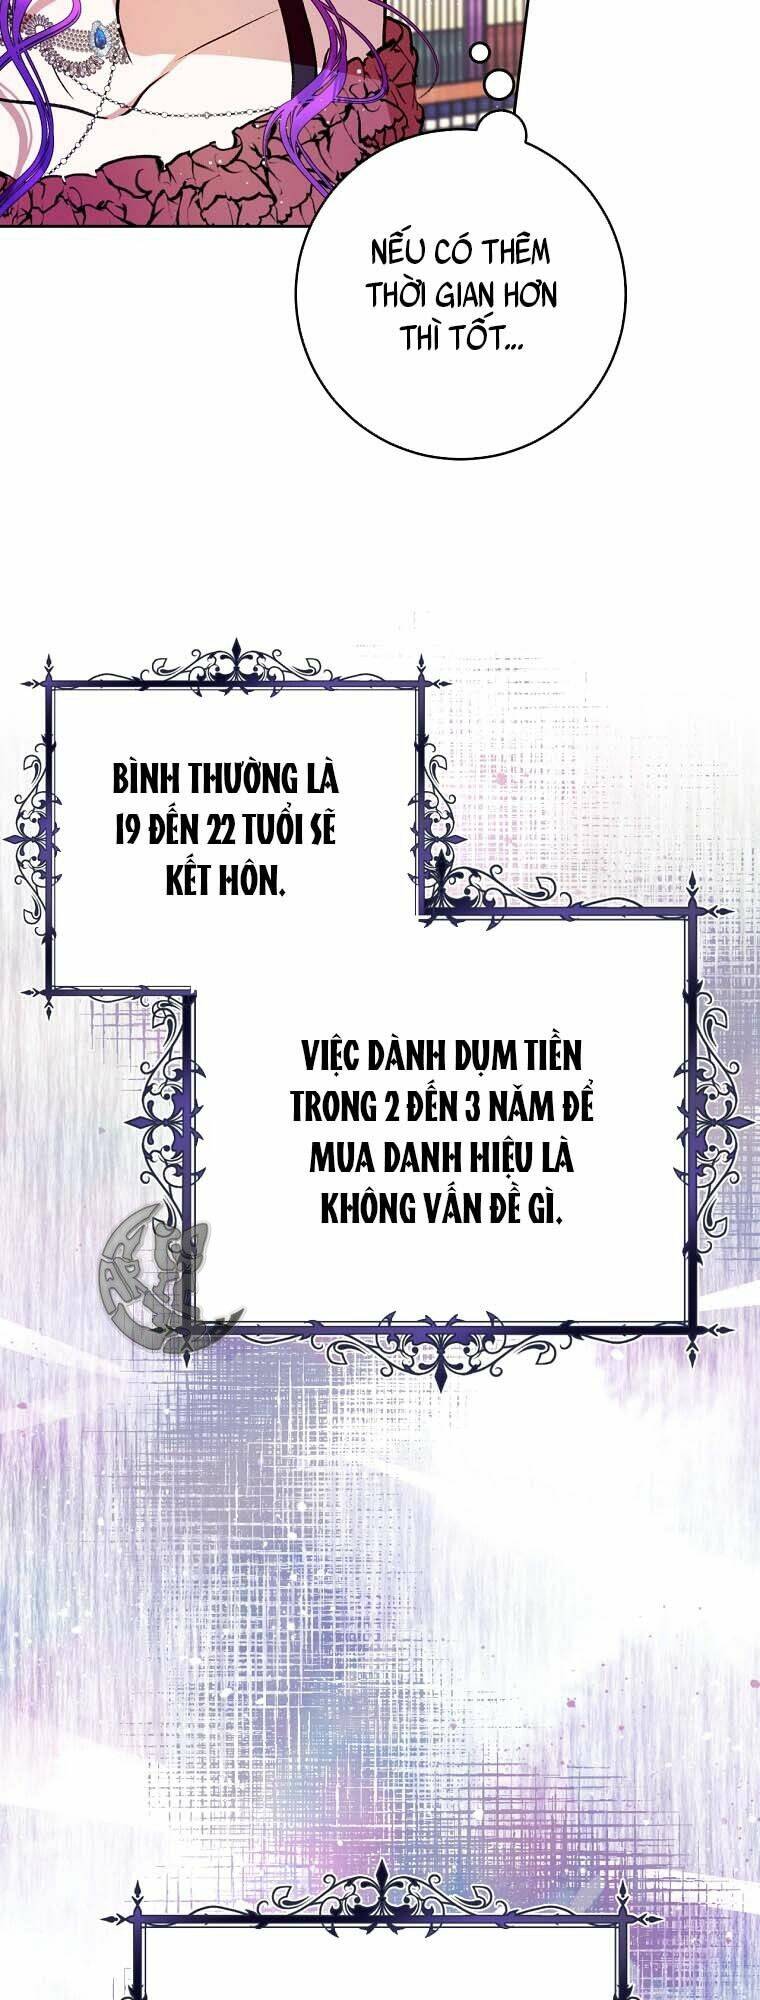 NẾU CÓ THÊM
THỜI GIAN HƠN
THÌ TỐT...
BÌNH THƯỜNG LÀ
19 ĐẾN 22 TUỔI SẼ
KẾT HÔN.
VIỆC DÀNH DỤM TIỀN
TRONG 2 ĐẾN 3 NĂM ĐỂ
MUA DANH HIỆU LÀ
KHÔNG VẤN ĐỀ GÌ.